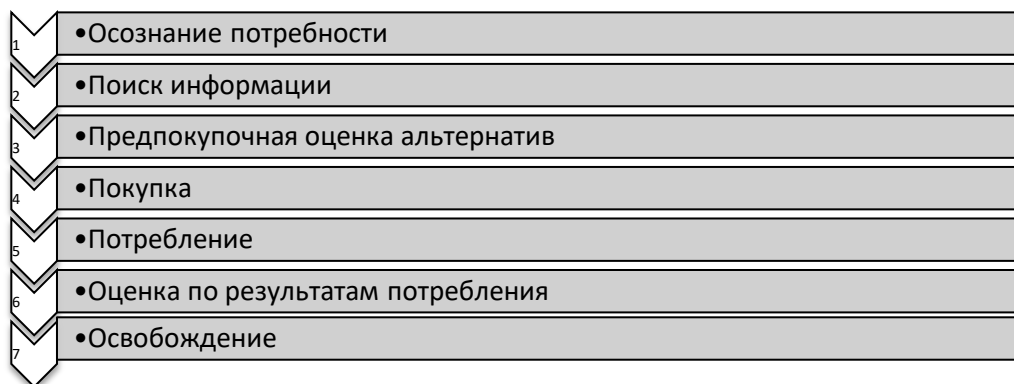 1 •Осознание потребности
2 •Поиск информации
3 •Предпокупочная оценка альтернатив
4 •Покупка
5 •Потребление
6 •Оценка по результатам потребления
7 •Освобождение